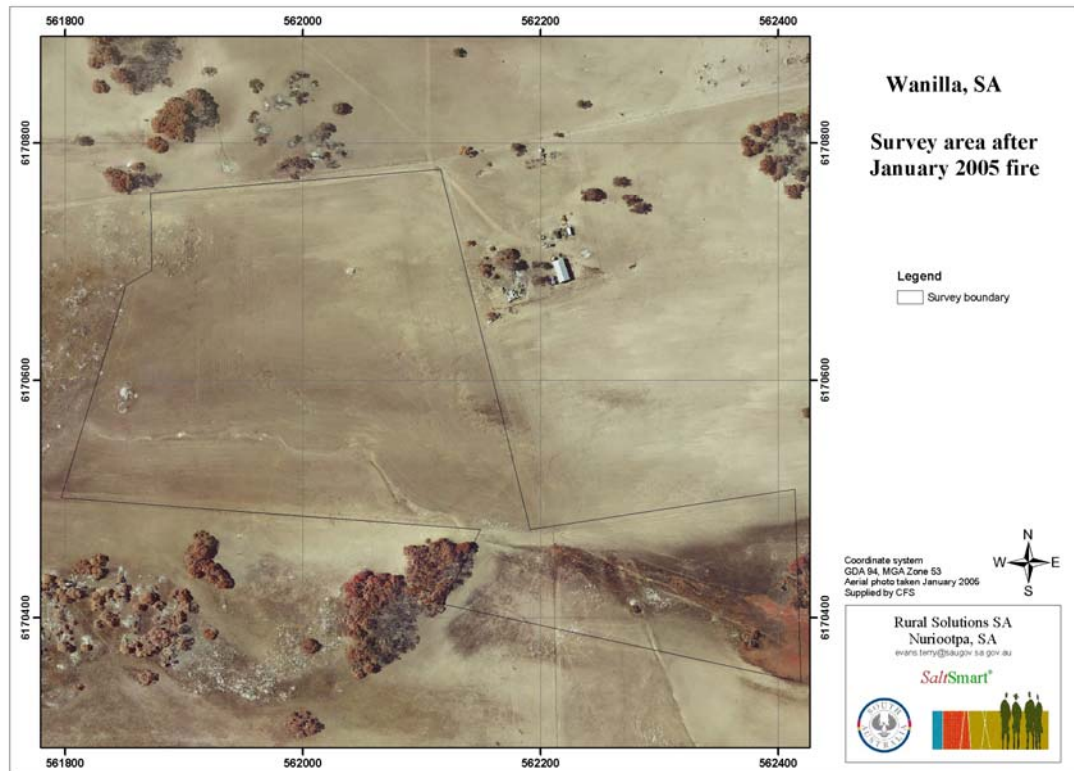 561800 562000 562200 562400
6170800 6170800
6170600 6170600
6170400 6170400
561800 562000 562200 562400
Wanilla, SA
Survey area after
January 2005 fire
Legend
Survey boundary
Coordinate system
GDA 94, MGA Zone 53
Aerial photo taken January 2005
Supplied by CFS
N
W E
S
Rural Solutions SA
Nuriootpa, SA
evans.terry@saugov.sa.gov.au
SaltSmart
SOUTH
AUSTRALIA